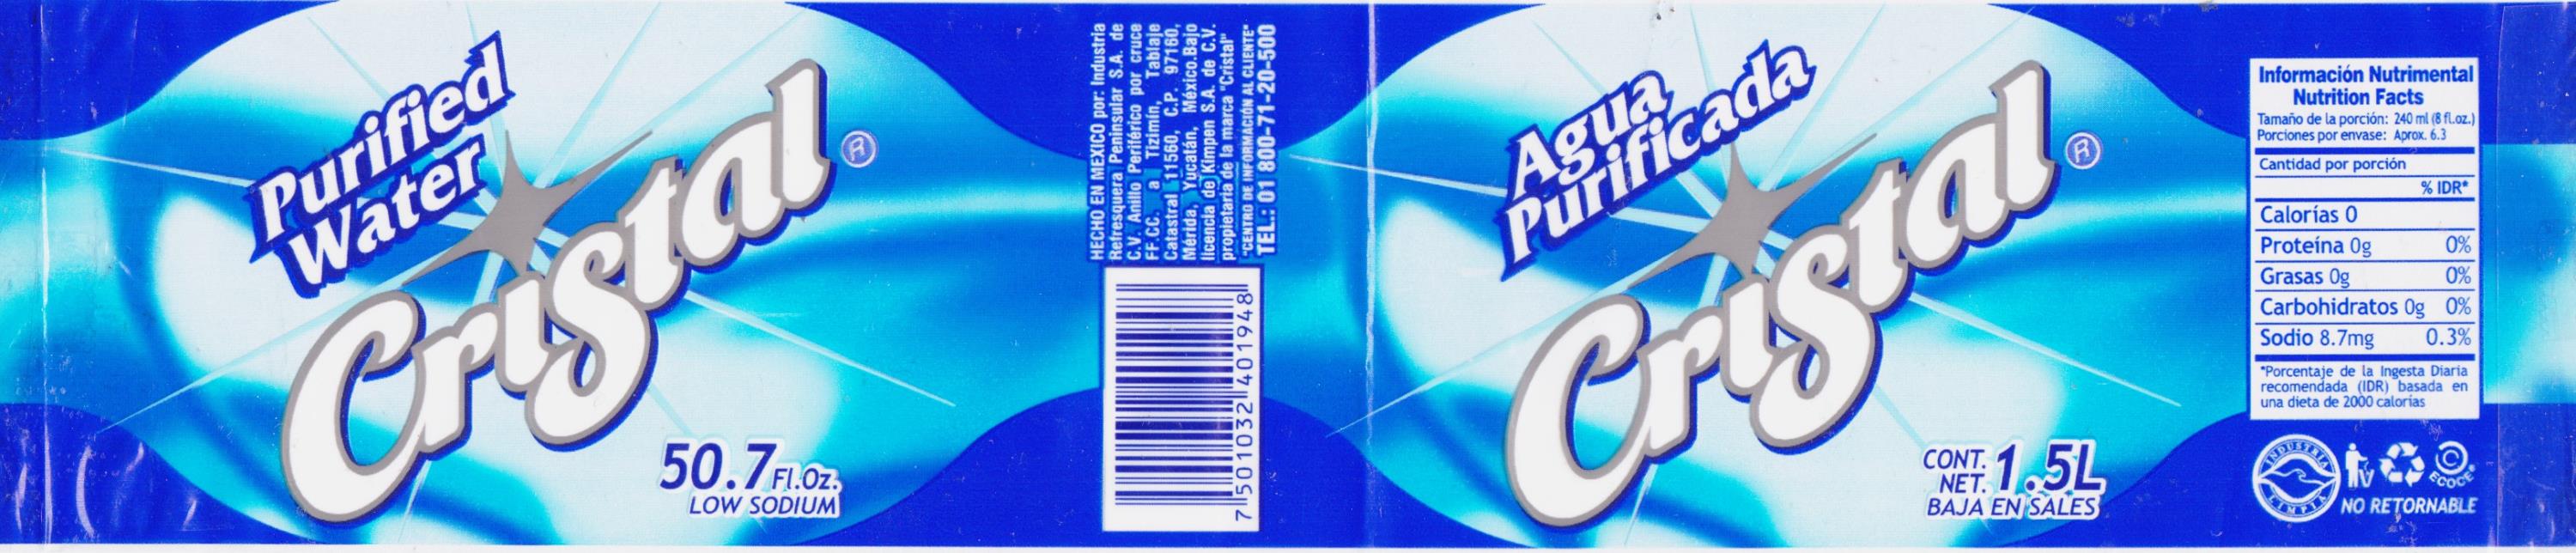 Purified
Water
Cristal
®
50.7 Fl.Oz.
LOW SODIUM
HECHO EN MEXICO por: Industria
Refresquera Peninsular S.A. de
C.V. Anillo Periférico por cruce
FF.CC. a Tizimín, Tablaje
Catastral 11560, C.P. 97160,
Mérida, Yucatán, México.Bajo
licencia de Kimpen S.A. de C.V.
propietaria de la marca "Cristal"
"CENTRO DE INFORMACIÓN AL CLIENTE"
TEL.: 01 800-71-20-500
7 501032 401948
Agua
Purificada
Cristal
®
CONT.
NET. 1.5L
BAJA EN SALES
Información Nutrimental
Nutrition Facts
Tamaño de la porción: 240 ml (8 fl.oz.)
Porciones por envase: Aprox. 6.3
Cantidad por porción
% IDR*
Calorías 0
Proteína 0g 0%
Grasas 0g 0%
Carbohidratos 0g 0%
Sodio 8.7mg 0.3%
*Porcentaje de la Ingesta Diaria
recomendada (IDR) basada en
una dieta de 2000 calorías
INDUSTRIA
LIMPIA
ECOCE
NO RETORNABLE